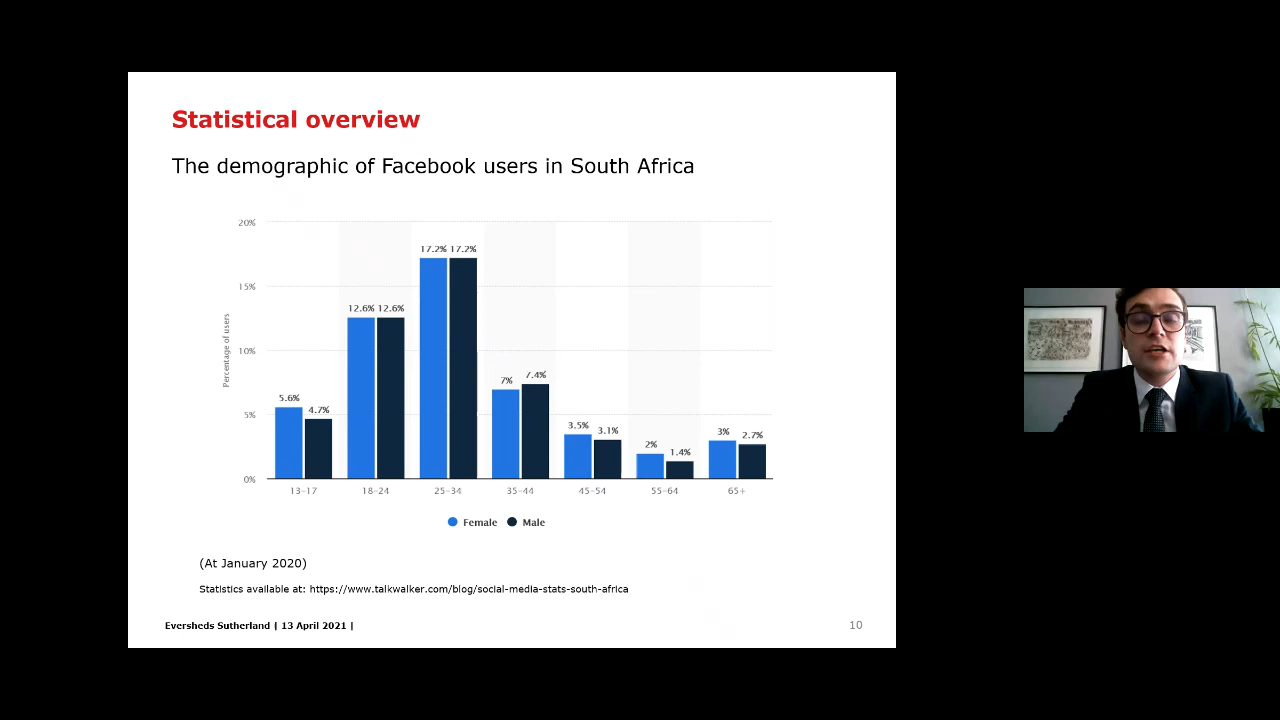 Statistical overview
The demographic of Facebook users in South Africa
20%
15%
10%
5%
0%
Percentage of users
5.6% 4.7%
12.6% 12.6%
17.2% 17.2%
7% 7.4%
3.5% 3.1%
2% 1.4%
3% 2.7%
13-17 18-24 25-34 35-44 45-54 55-64 65+
Female Male
(At January 2020)
Statistics available at: https://www.talkwalker.com/blog/social-media-stats-south-africa
Eversheds Sutherland | 13 April 2021 |
10